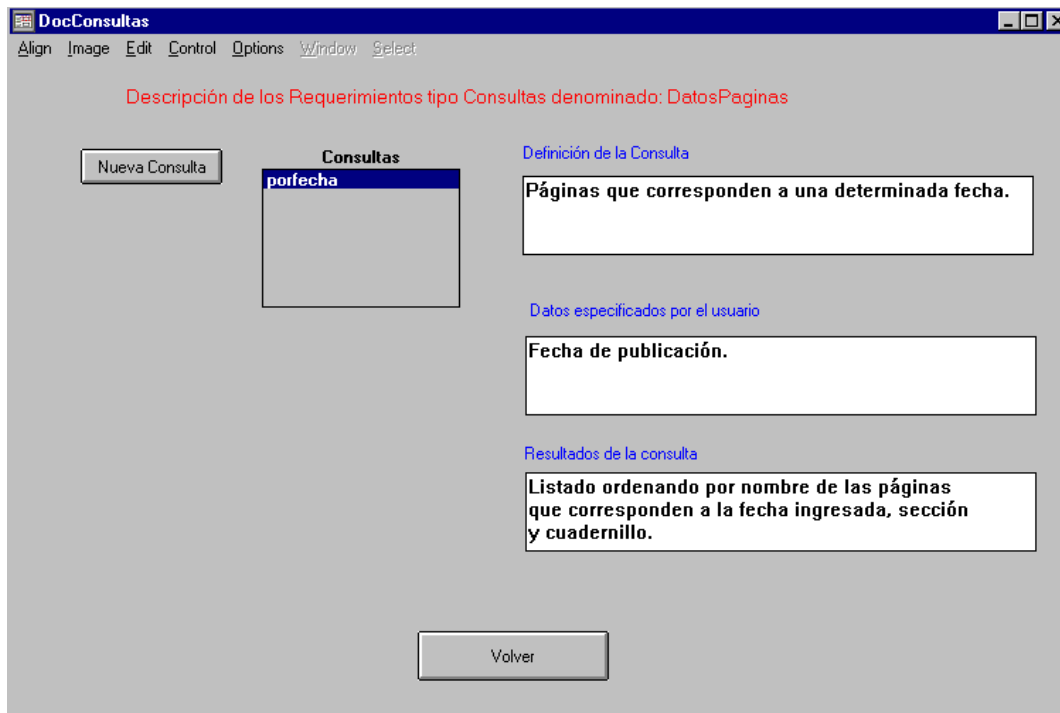 DocConsultas
Align Image Edit Control Options Window Select
Descripción de los Requerimientos tipo Consultas denominado: DatosPaginas
Nueva Consulta
Consultas
porfecha
Definición de la Consulta
Páginas que corresponden a una determinada fecha.
Datos especificados por el usuario
Fecha de publicación.
Resultados de la consulta
Listado ordenando por nombre de las páginas
que corresponden a la fecha ingresada, sección
y cuadernillo.
Volver